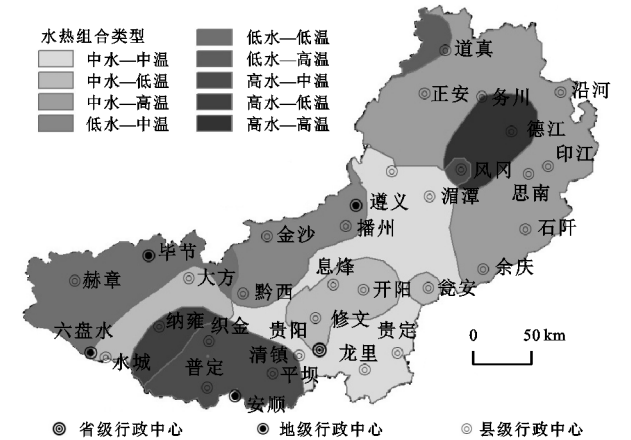 水热组合类型
中水—中温
中水—低温
中水—高温
低水—中温
低水—低温
低水—高温
高水—中温
高水—低温
高水—高温
道真
正安 务川 沿河
德江
印江
凤冈
思南
湄潭
遵义
石阡
播州
金沙
余庆
毕节
息烽
大方
赫章
开阳
瓮安
黔西
纳雍
织金
贵阳
修文
贵定
六盘水
水城
普定
清镇
龙里
平坝
安顺
0 50 km
省级行政中心 地级行政中心 县级行政中心